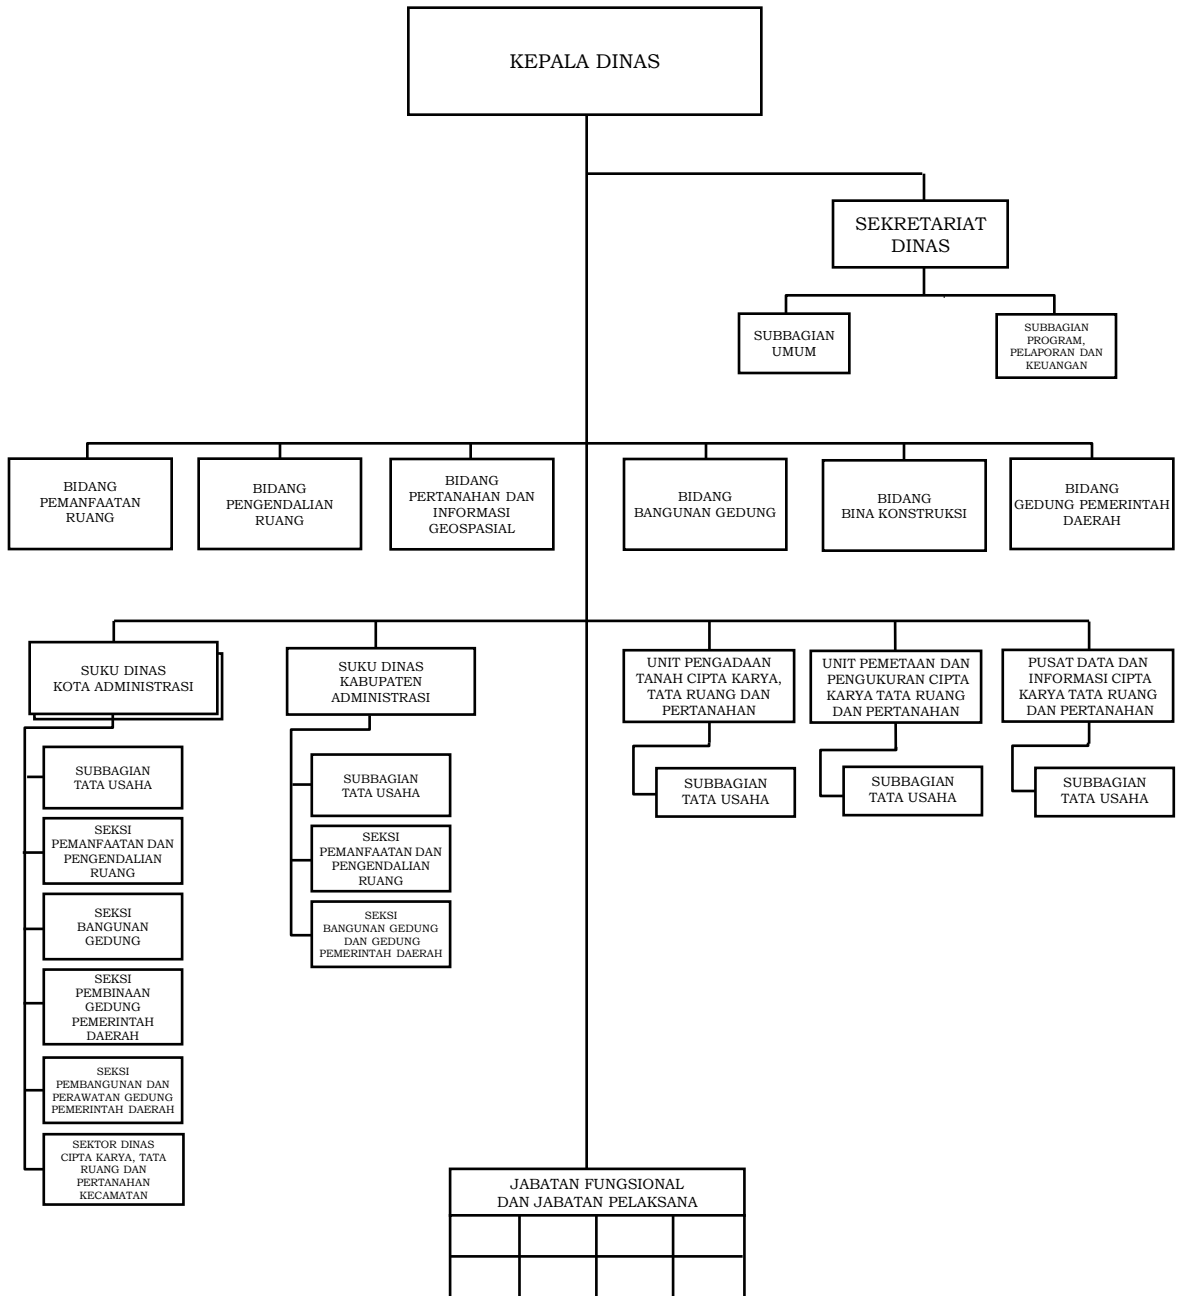 KEPALA DINAS
SEKRETARIAT
DINAS
SUBBAGIAN
UMUM
SUBBAGIAN
PROGRAM,
PELAPORAN DAN
KEUANGAN
BIDANG
PEMANFAATAN
RUANG
BIDANG
PENGENDALIAN
RUANG
BIDANG
PERTANAHAN DAN
INFORMASI
GEOSPASIAL
BIDANG
BANGUNAN GEDUNG
BIDANG
BINA KONSTRUKSI
BIDANG
GEDUNG PEMERINTAH
DAERAH
SUKU DINAS
KOTA ADMINISTRASI
SUBBAGIAN
TATA USAHA
SEKSI
PEMANFAATAN DAN
PENGENDALIAN
RUANG
SEKSI
BANGUNAN
GEDUNG
SEKSI
PEMBINAAN
GEDUNG
PEMERINTAH
DAERAH
SEKSI
PEMBANGUNAN DAN
PERAWATAN GEDUNG
PEMERINTAH DAERAH
SEKTOR DINAS
CIPTA KARYA, TATA
RUANG DAN
PERTANAHAN
KECAMATAN
SUKU DINAS
KABUPATEN
ADMINISTRASI
SUBBAGIAN
TATA USAHA
SEKSI
PEMANFAATAN DAN
PENGENDALIAN
RUANG
SEKSI
BANGUNAN GEDUNG
DAN GEDUNG
PEMERINTAH DAERAH
UNIT PENGADAAN
TANAH CIPTA KARYA,
TATA RUANG DAN
PERTANAHAN
SUBBAGIAN
TATA USAHA
UNIT PEMETAAN DAN
PENGUKURAN CIPTA
KARYA TATA RUANG
DAN PERTANAHAN
SUBBAGIAN
TATA USAHA
PUSAT DATA DAN
INFORMASI CIPTA
KARYA TATA RUANG
DAN PERTANAHAN
SUBBAGIAN
TATA USAHA
JABATAN FUNGSIONAL
DAN JABATAN PELAKSANA